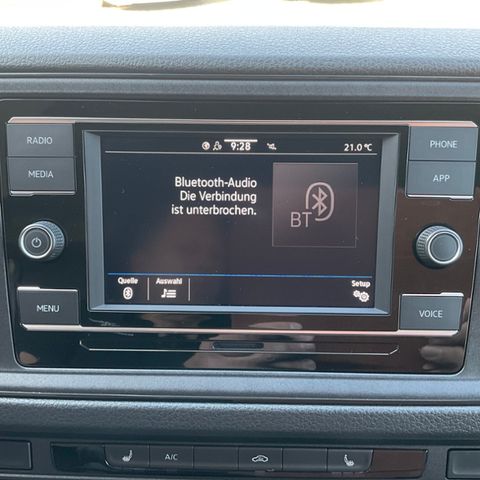 RADIO
MEDIA
MENU
9:28
21.0 °C
Bluetooth-Audio
Die Verbindung
ist unterbrochen.
BT
Quelle
Auswahl
Setup
PHONE
APP
VOICE
A/C